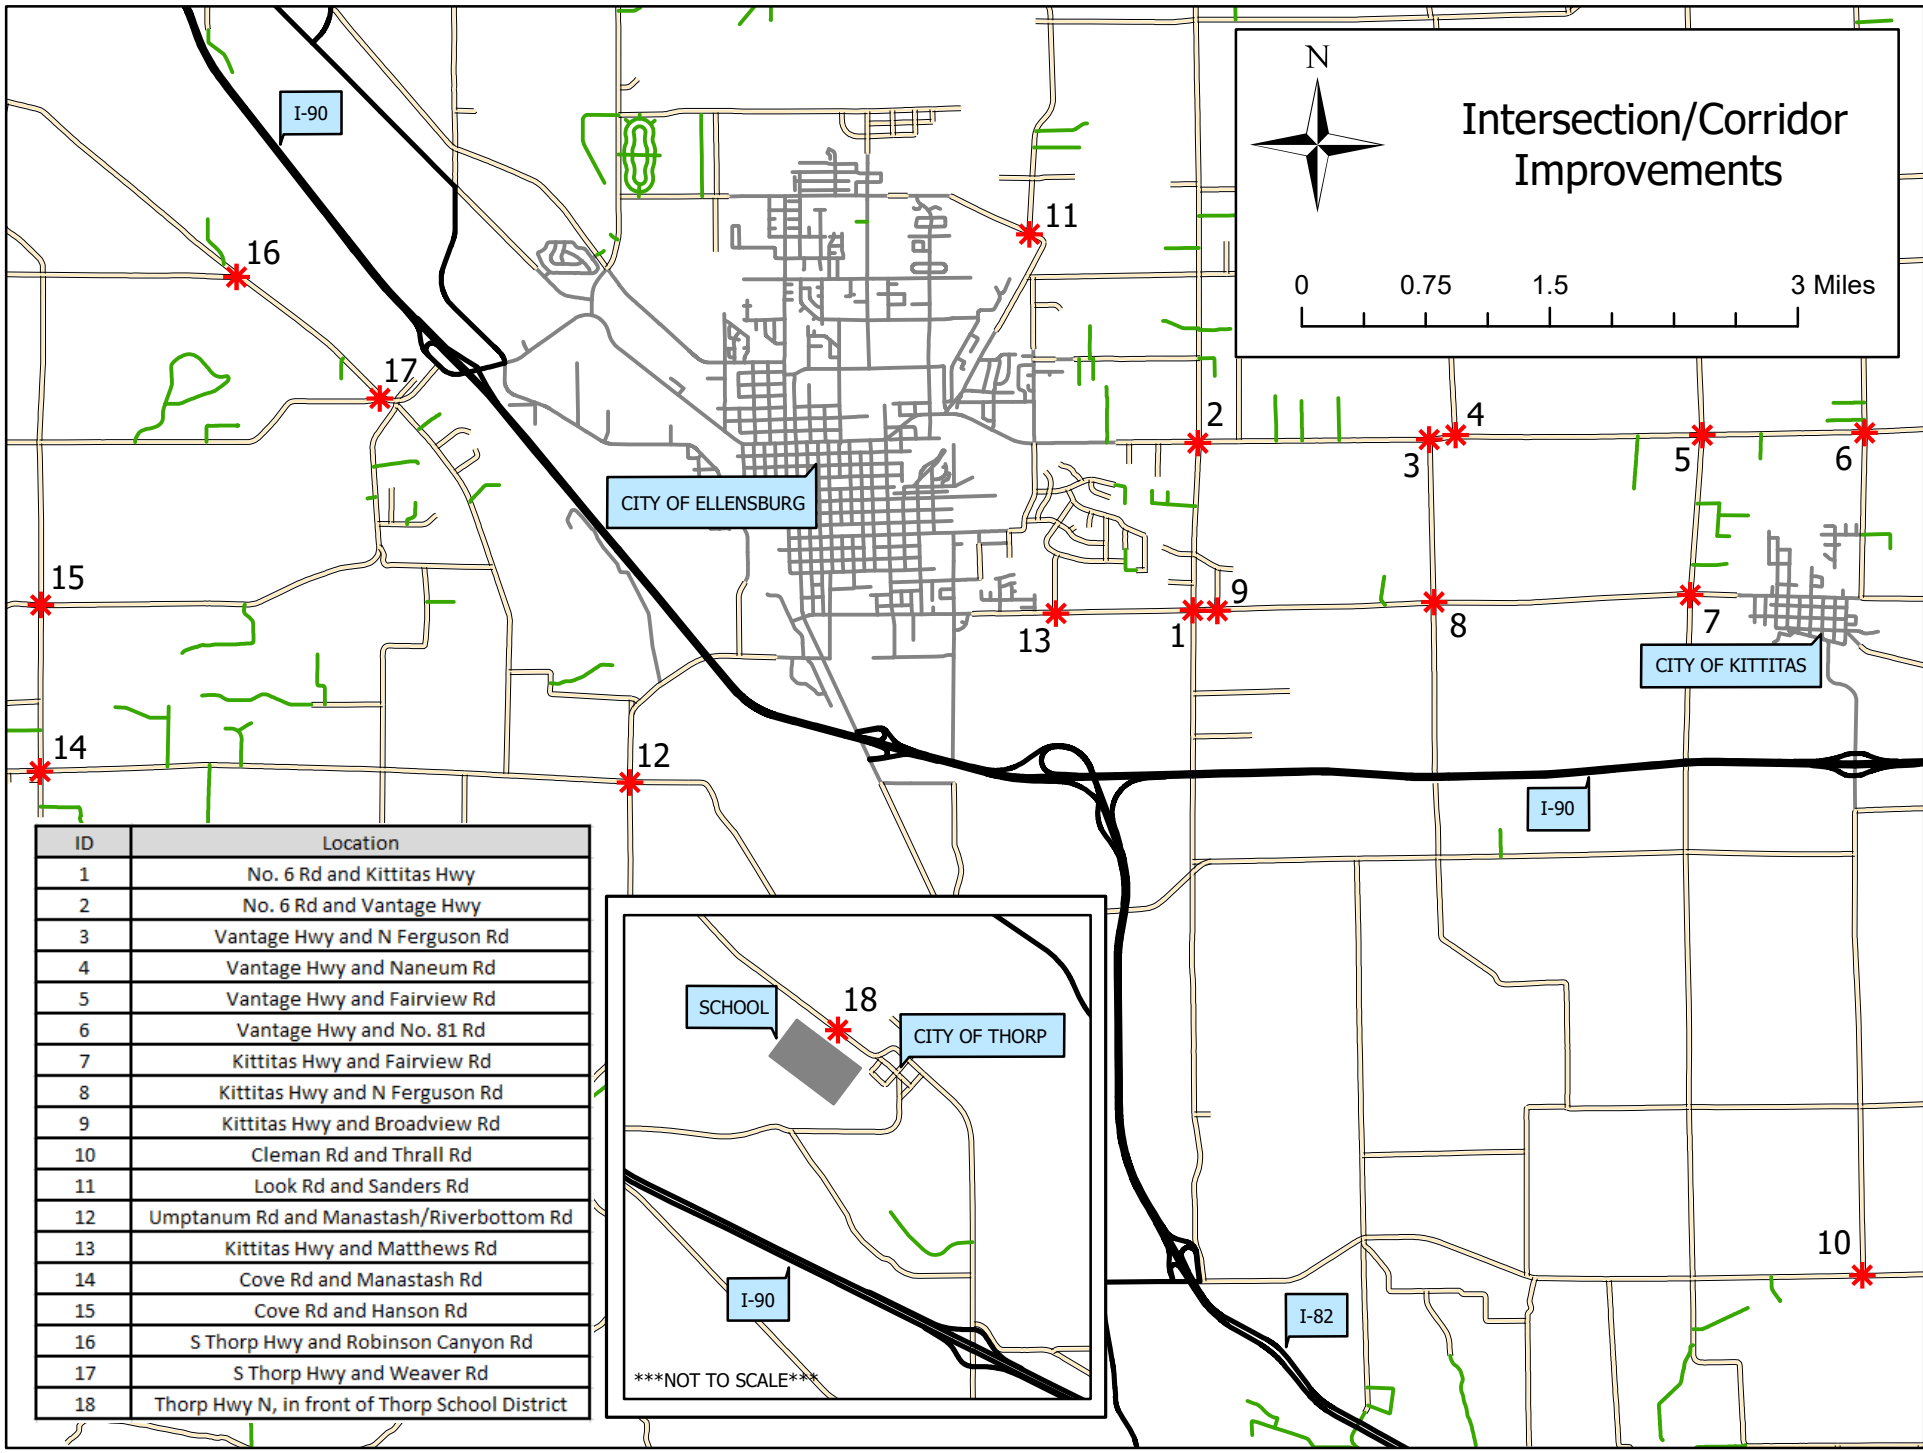 N
Intersection/Corridor
Improvements
0 0.75 1.5 3 Miles
I-90
11
16
17
2
4
3
5
6
CITY OF ELLENSBURG
15
9
13
1
8
7
CITY OF KITTITAS
14
12
I-90
ID Location
1 No. 6 Rd and Kittitas Hwy
2 No. 6 Rd and Vantage Hwy
3 Vantage Hwy and N Ferguson Rd
4 Vantage Hwy and Naneum Rd
5 Vantage Hwy and Fairview Rd
6 Vantage Hwy and No. 81 Rd
7 Kittitas Hwy and Fairview Rd
8 Kittitas Hwy and N Ferguson Rd
9 Kittitas Hwy and Broadview Rd
10 Cleman Rd and Thrall Rd
11 Look Rd and Sanders Rd
12 Umptanum Rd and Manastash/Riverbottom Rd
13 Kittitas Hwy and Matthews Rd
14 Cove Rd and Manastash Rd
15 Cove Rd and Hanson Rd
16 S Thorp Hwy and Robinson Canyon Rd
17 S Thorp Hwy and Weaver Rd
18 Thorp Hwy N, in front of Thorp School District
SCHOOL
18
CITY OF THORP
I-90
***NOT TO SCALE***
10
I-82